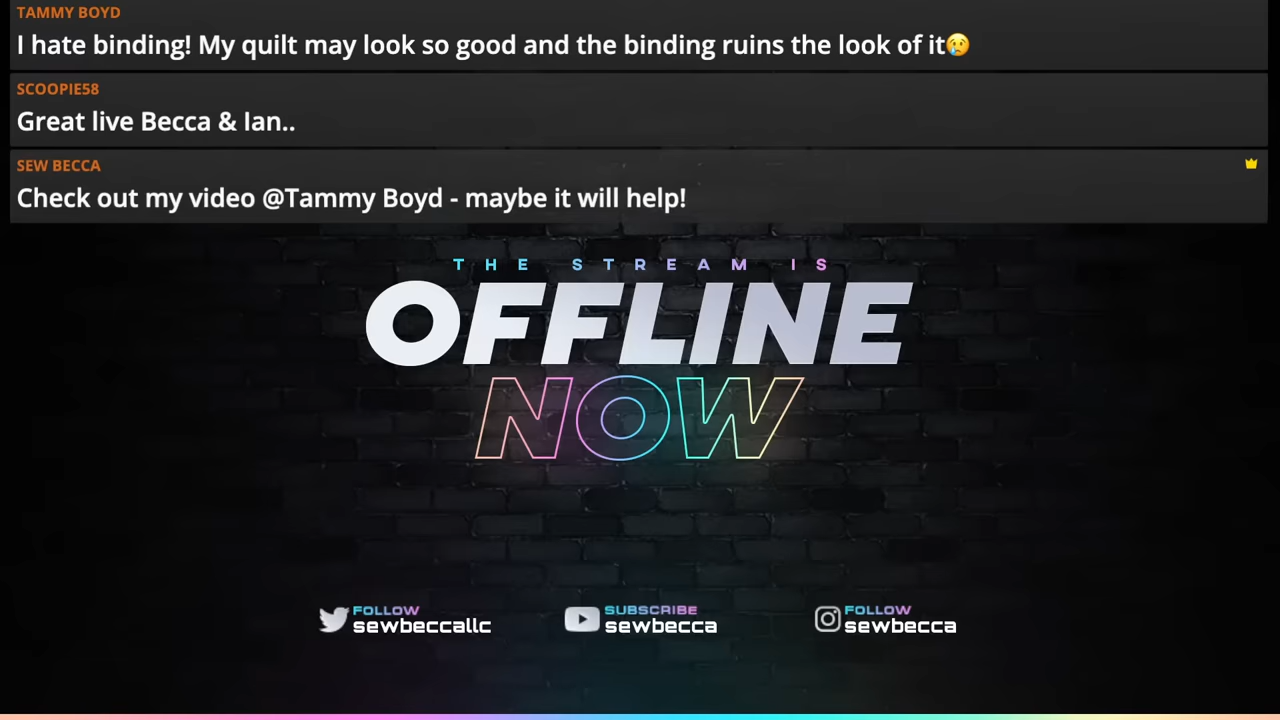 TAMMY BOYD
I hate binding! My quilt may look so good and the binding ruins the look of it😢
SCOOPIE58
Great live Becca & Ian..
SEW BECCA
Check out my video @Tammy Boyd - maybe it will help!
THE STREAM IS
OFFLINE
NOW
FOLLOW
sewbeccallc
SUBSCRIBE
sewbecca
FOLLOW
sewbecca